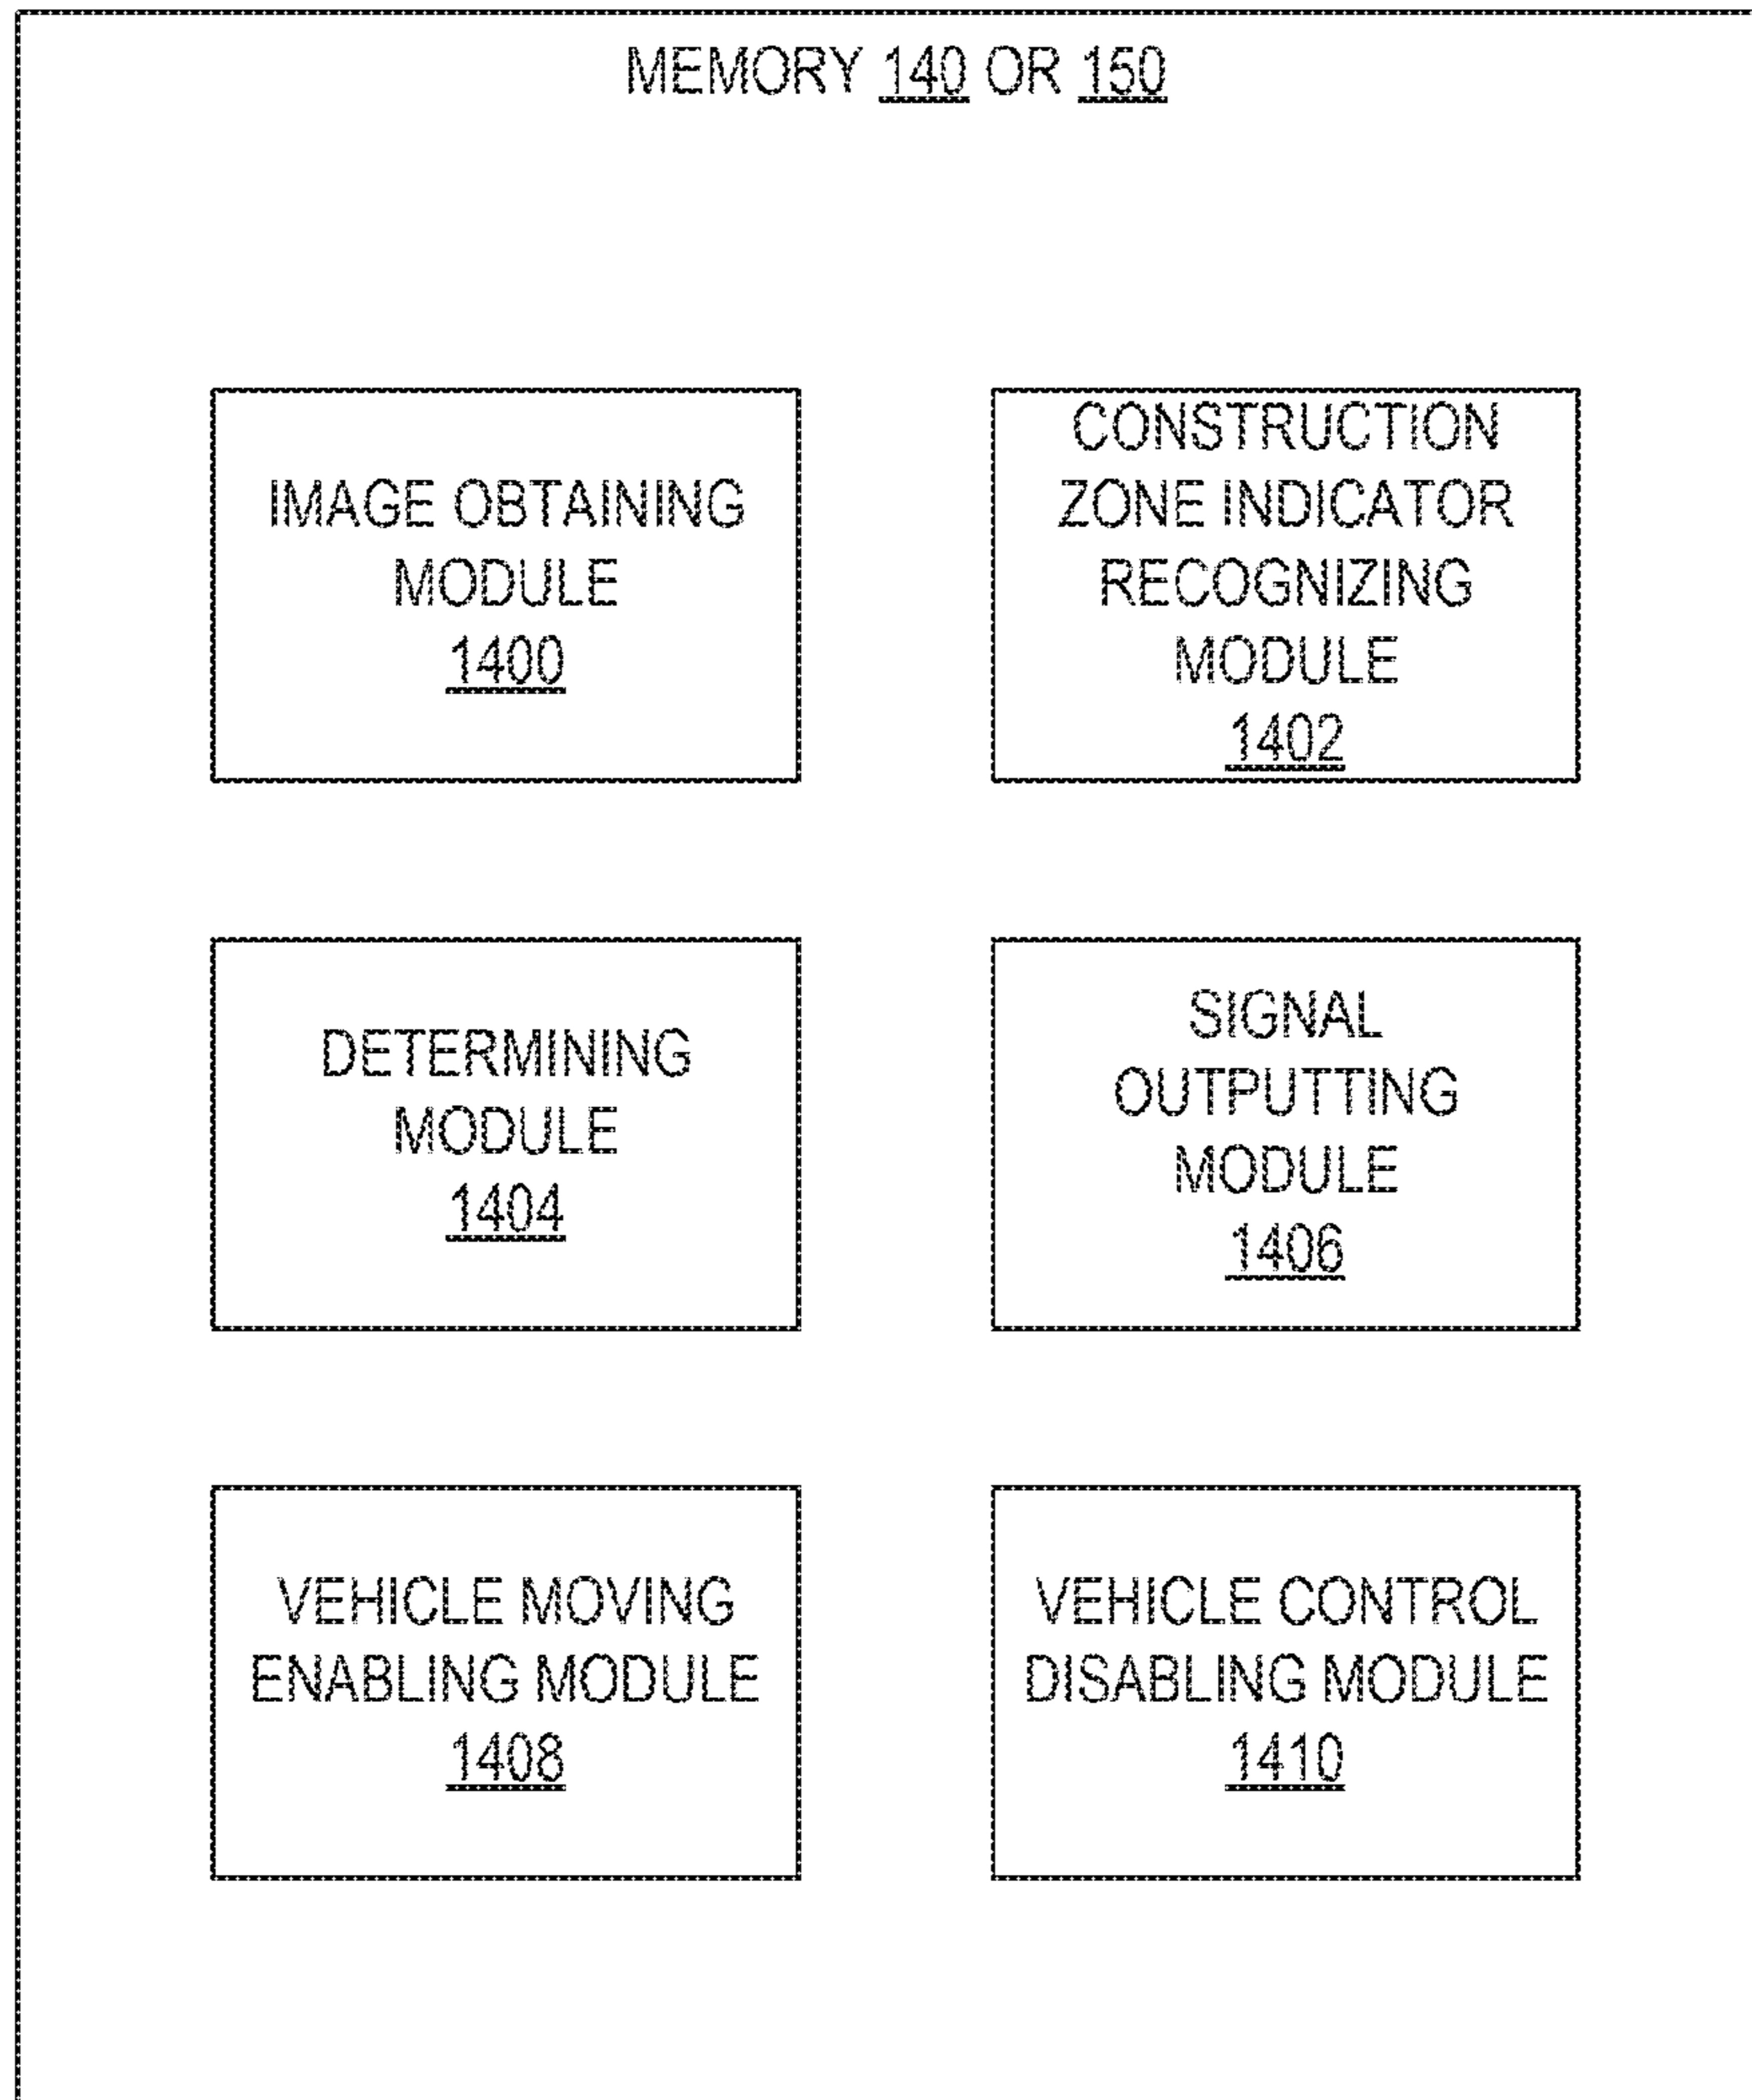 MEMORY 140 OR 150
IMAGE OBTAINING
MODULE
1400
CONSTRUCTION
ZONE INDICATOR
RECOGNIZING
MODULE
1402
DETERMINING
MODULE
1404
SIGNAL
OUTPUTTING
MODULE
1406
VEHICLE MOVING
ENABLING MODULE
1408
VEHICLE CONTROL
DISABLING MODULE
1410